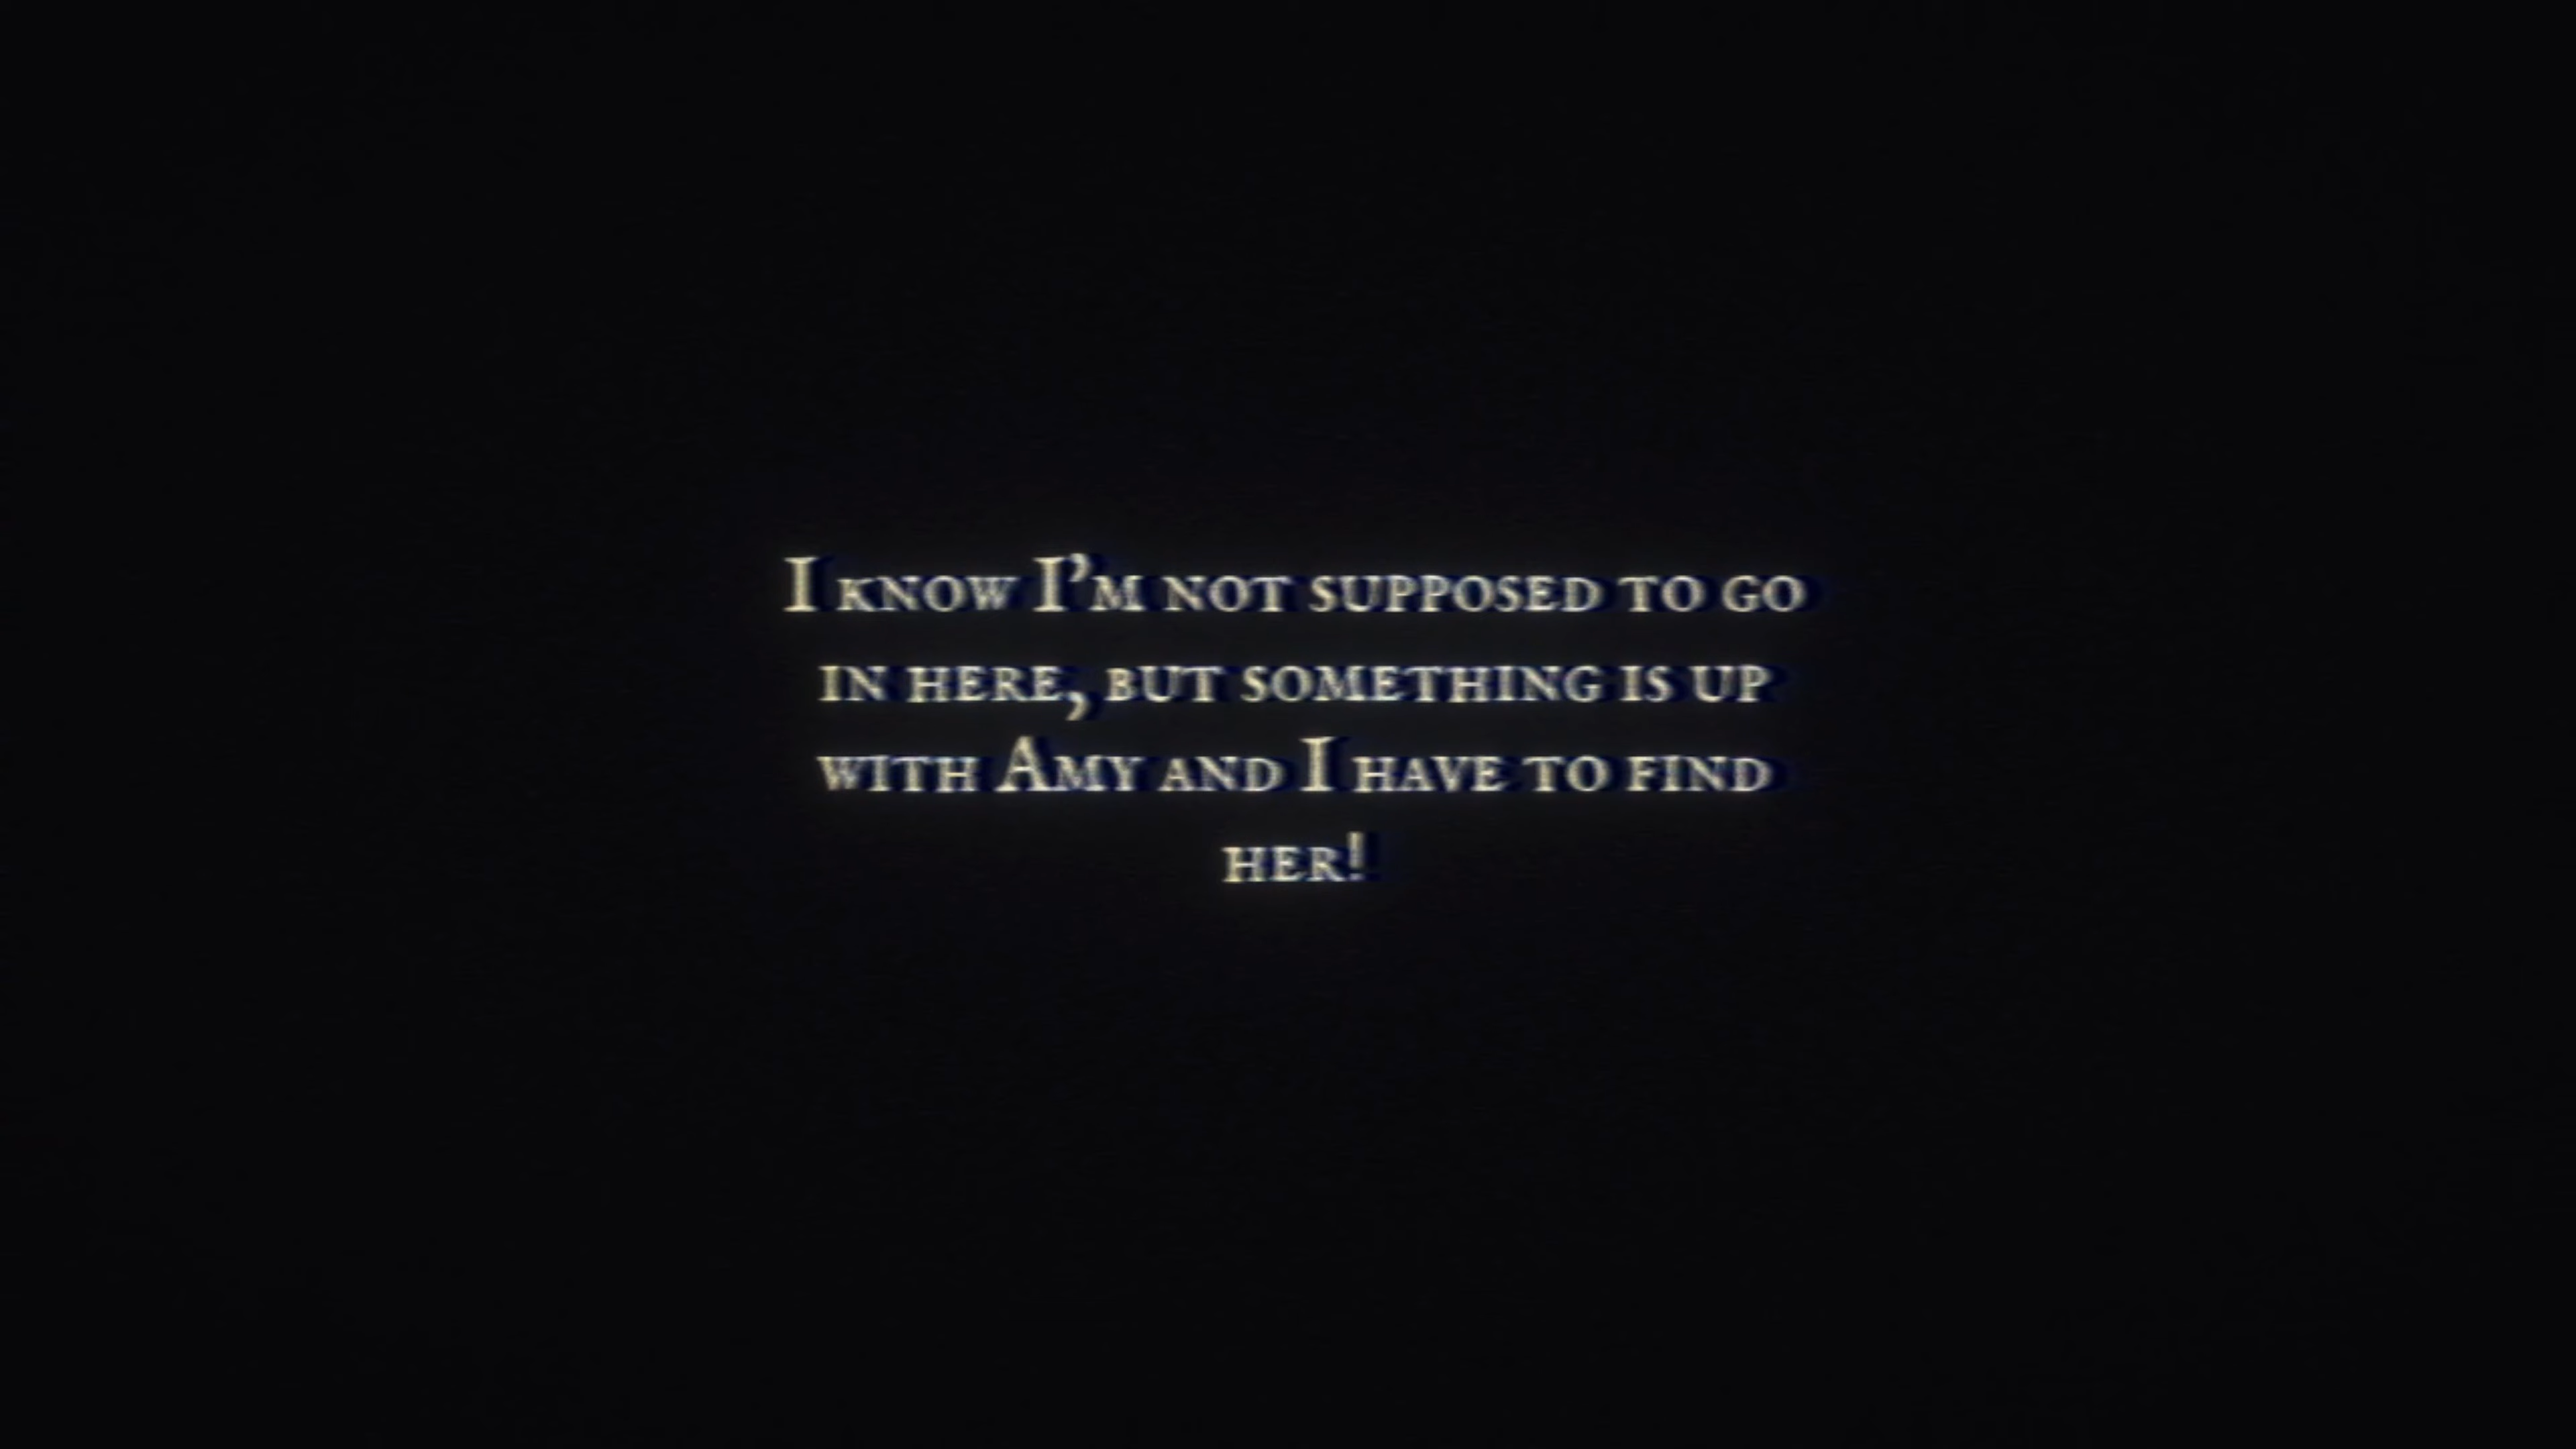 I know I’m not supposed to go
in here, but something is up
with Amy and I have to find
her!